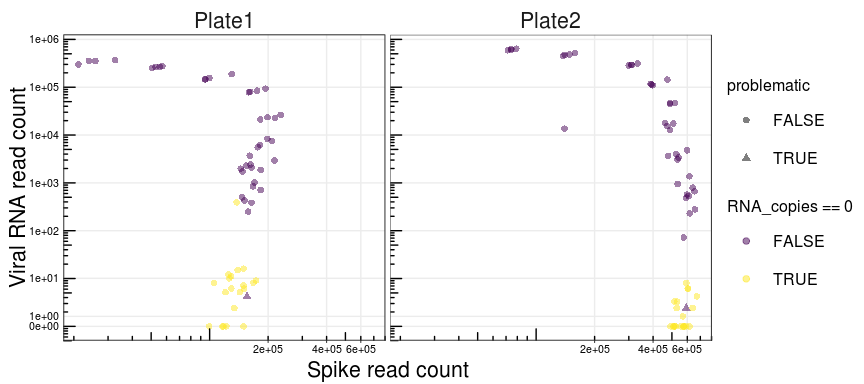 Plate1 Plate2
1e+06
1e+05
1e+04
1e+03
1e+02
1e+01
1e+00
0e+00
Viral RNA read count
2e+05 4e+05 6e+05 2e+05 4e+05 6e+05
Spike read count
problematic
FALSE
TRUE
RNA_copies == 0
FALSE
TRUE